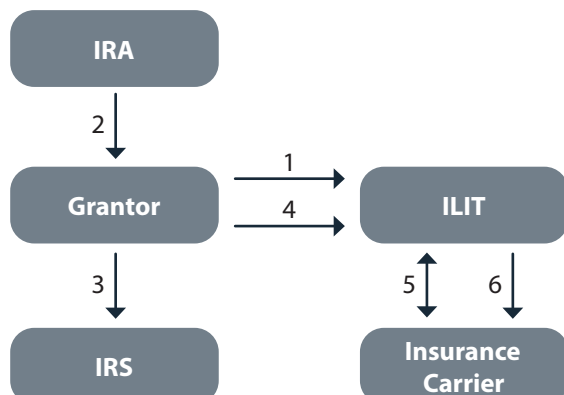 IRA
2
1
Grantor
ILIT
4
3
5
6
IRS
Insurance
Carrier